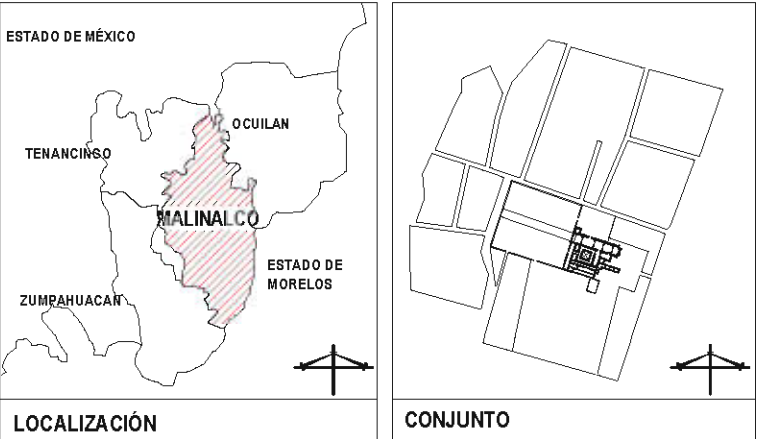 ESTADO DE MÉXICO
OCUILAN
TENANCINGO
MALINALCO
ESTADO DE
MORELOS
ZUMPAHUACAN
LOCALIZACIÓN
CONJUNTO